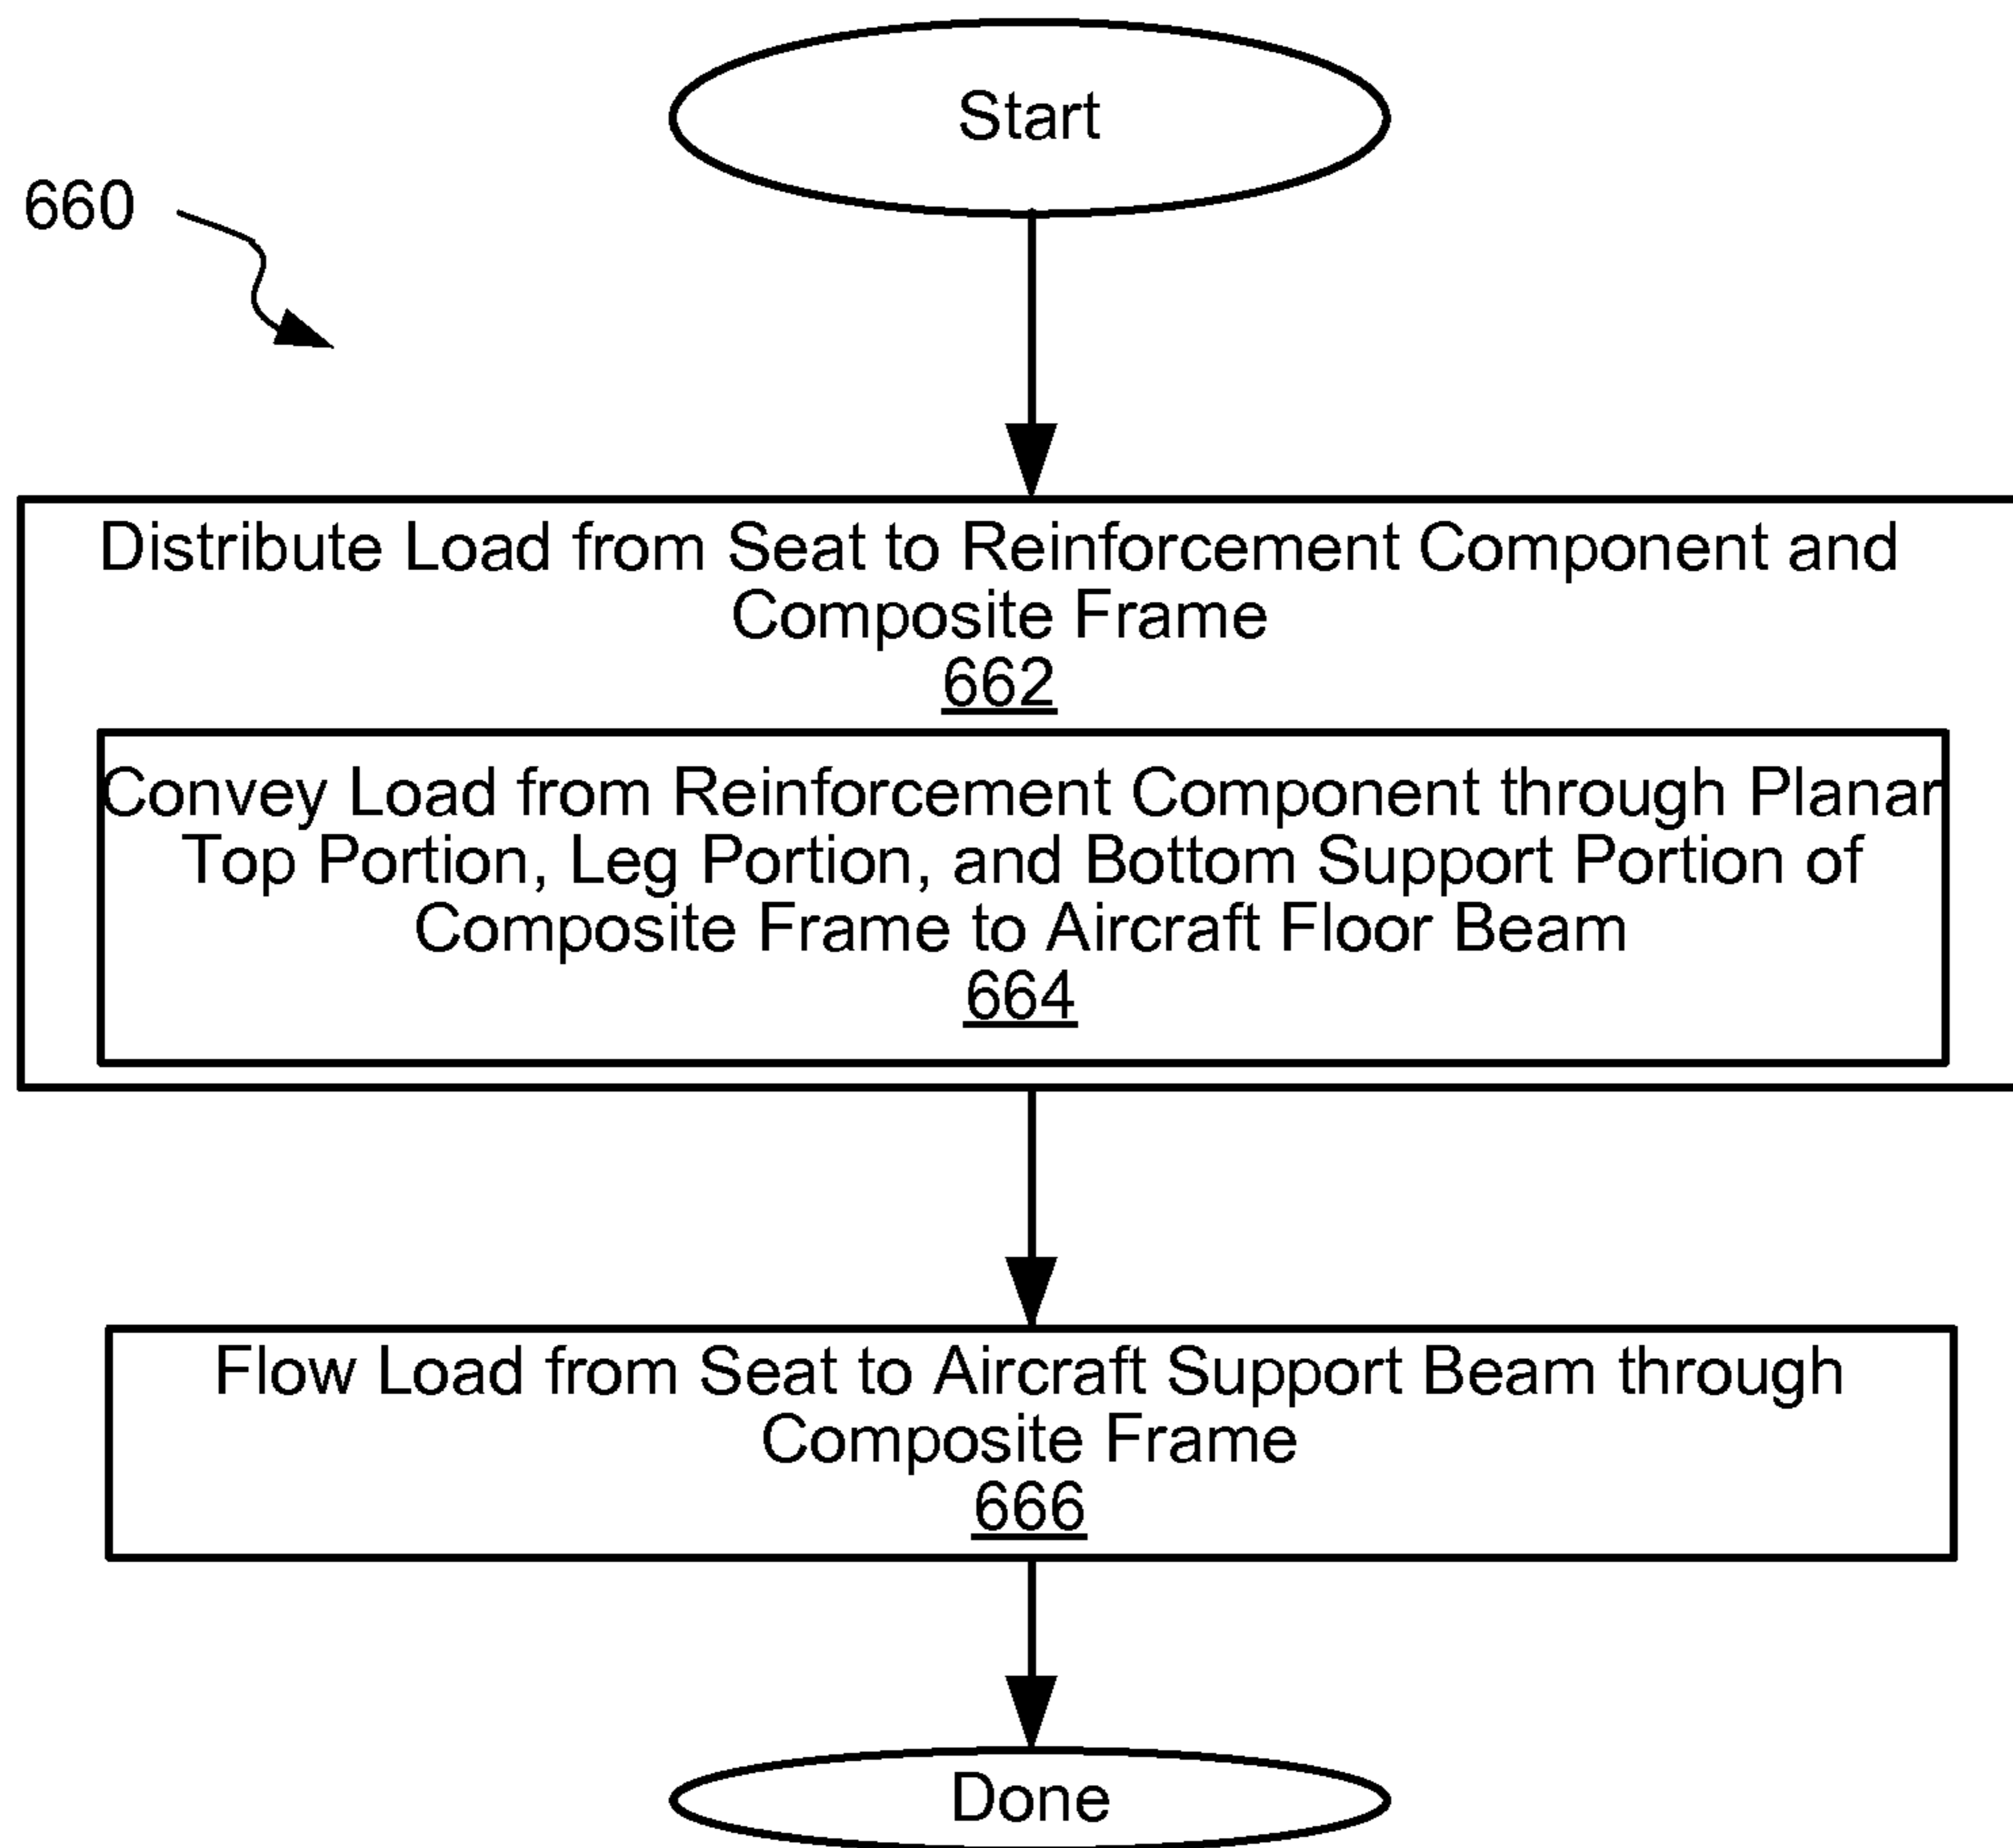 Start
660
Distribute Load from Seat to Reinforcement Component and
Composite Frame
662
Convey Load from Reinforcement Component through Planar
Top Portion, Leg Portion, and Bottom Support Portion of
Composite Frame to Aircraft Floor Beam
664
Flow Load from Seat to Aircraft Support Beam through
Composite Frame
666
Done